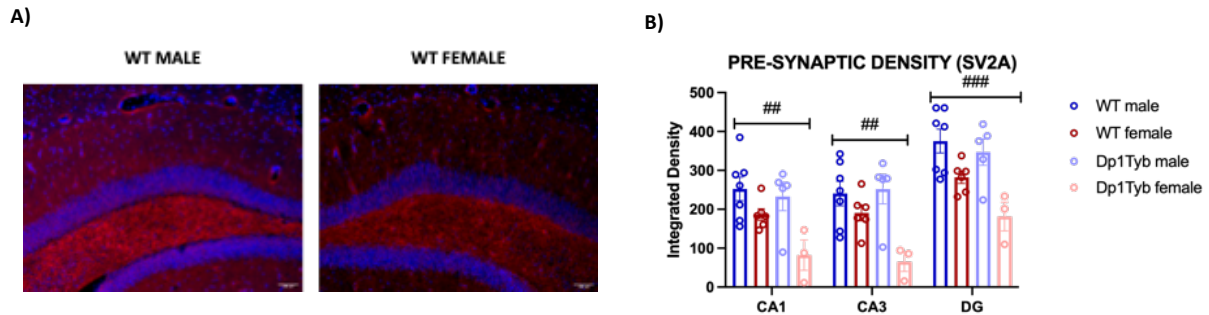 A)
WT MALE
WT FEMALE
B)
PRE-SYNAPTIC DENSITY (SV2A)
Integrated Density
500
400
300
200
100
0
##
##
###
CA1
CA3
DG
WT male
WT female
Dp1Tyb male
Dp1Tyb female